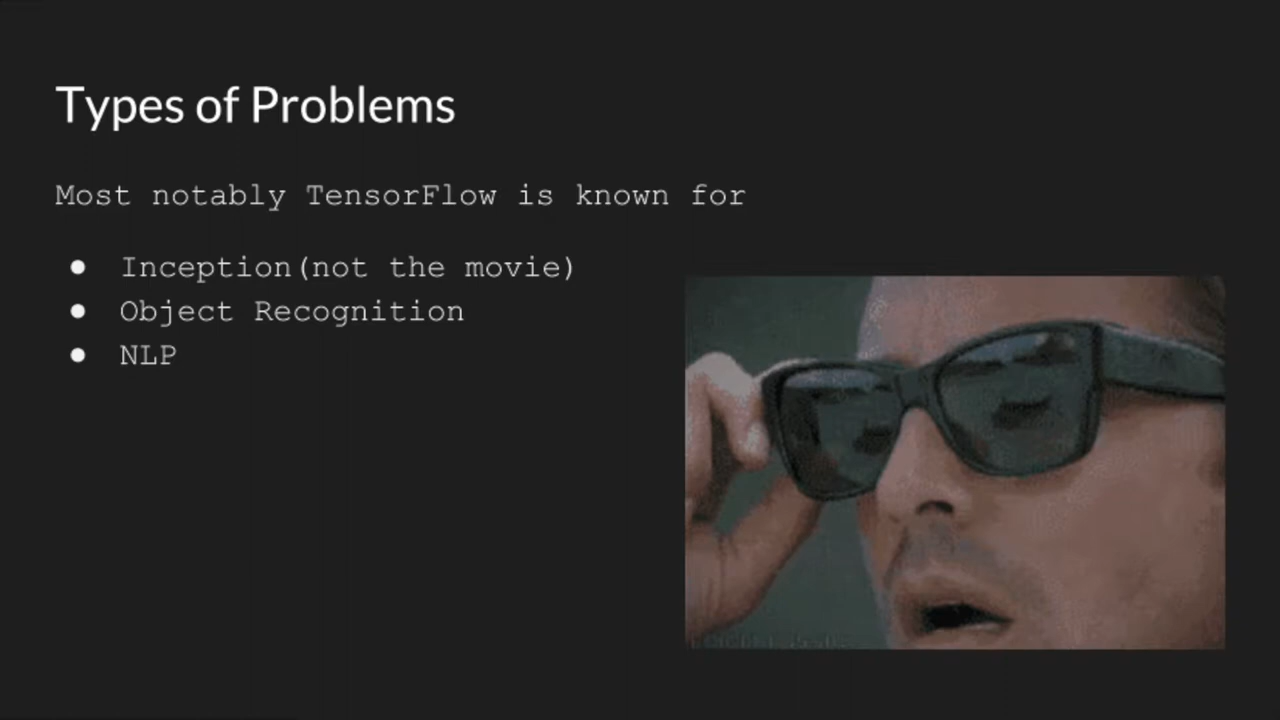 Types of Problems
Most notably TensorFlow is known for
● Inception(not the movie)
● Object Recognition
● NLP